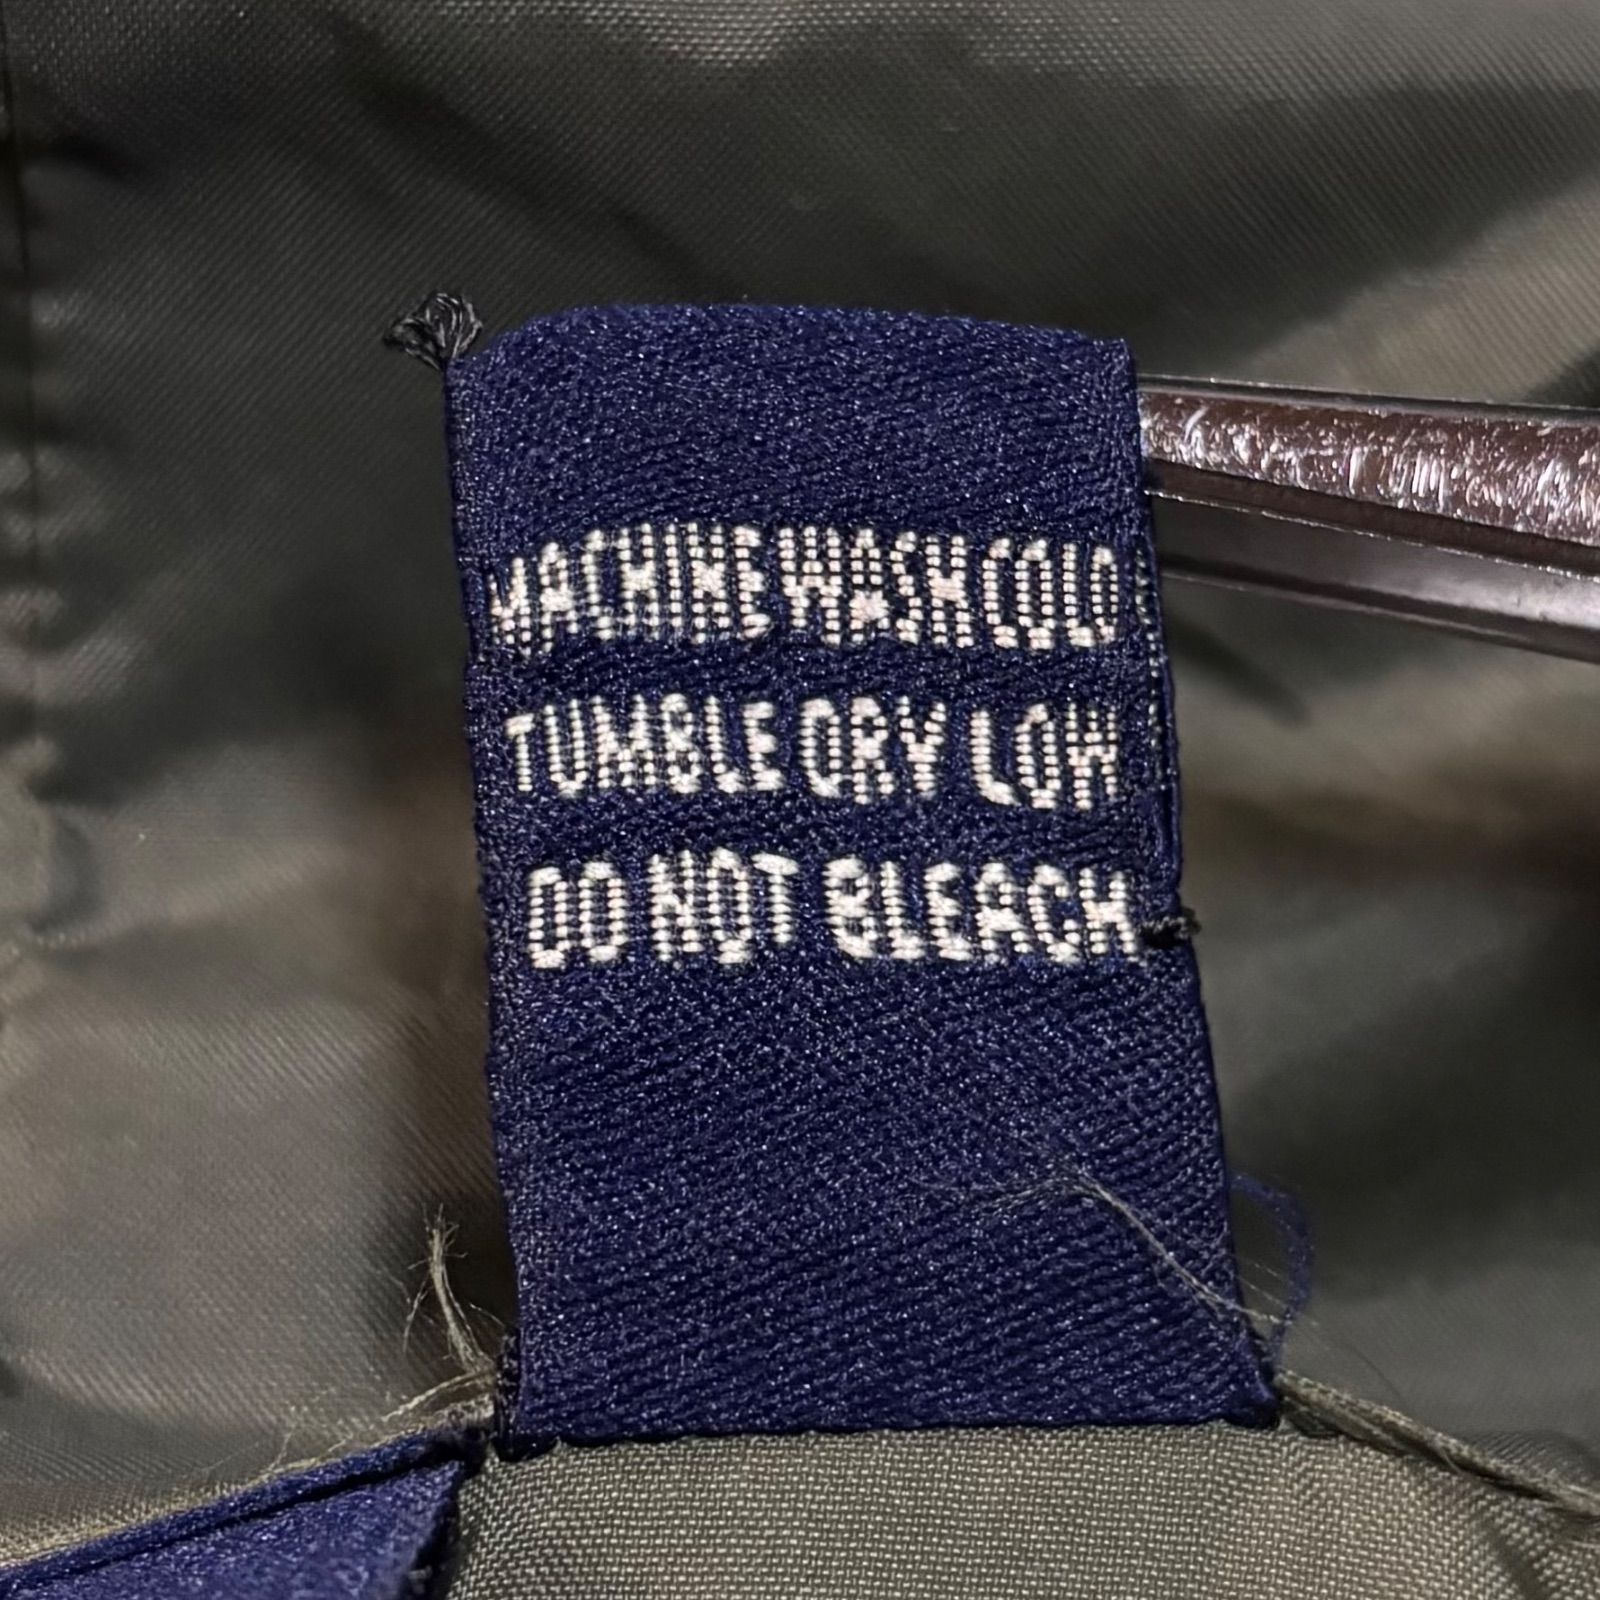 MACHINE WASH COLD
TUMBLE DRY LOW
DO NOT BLEACH